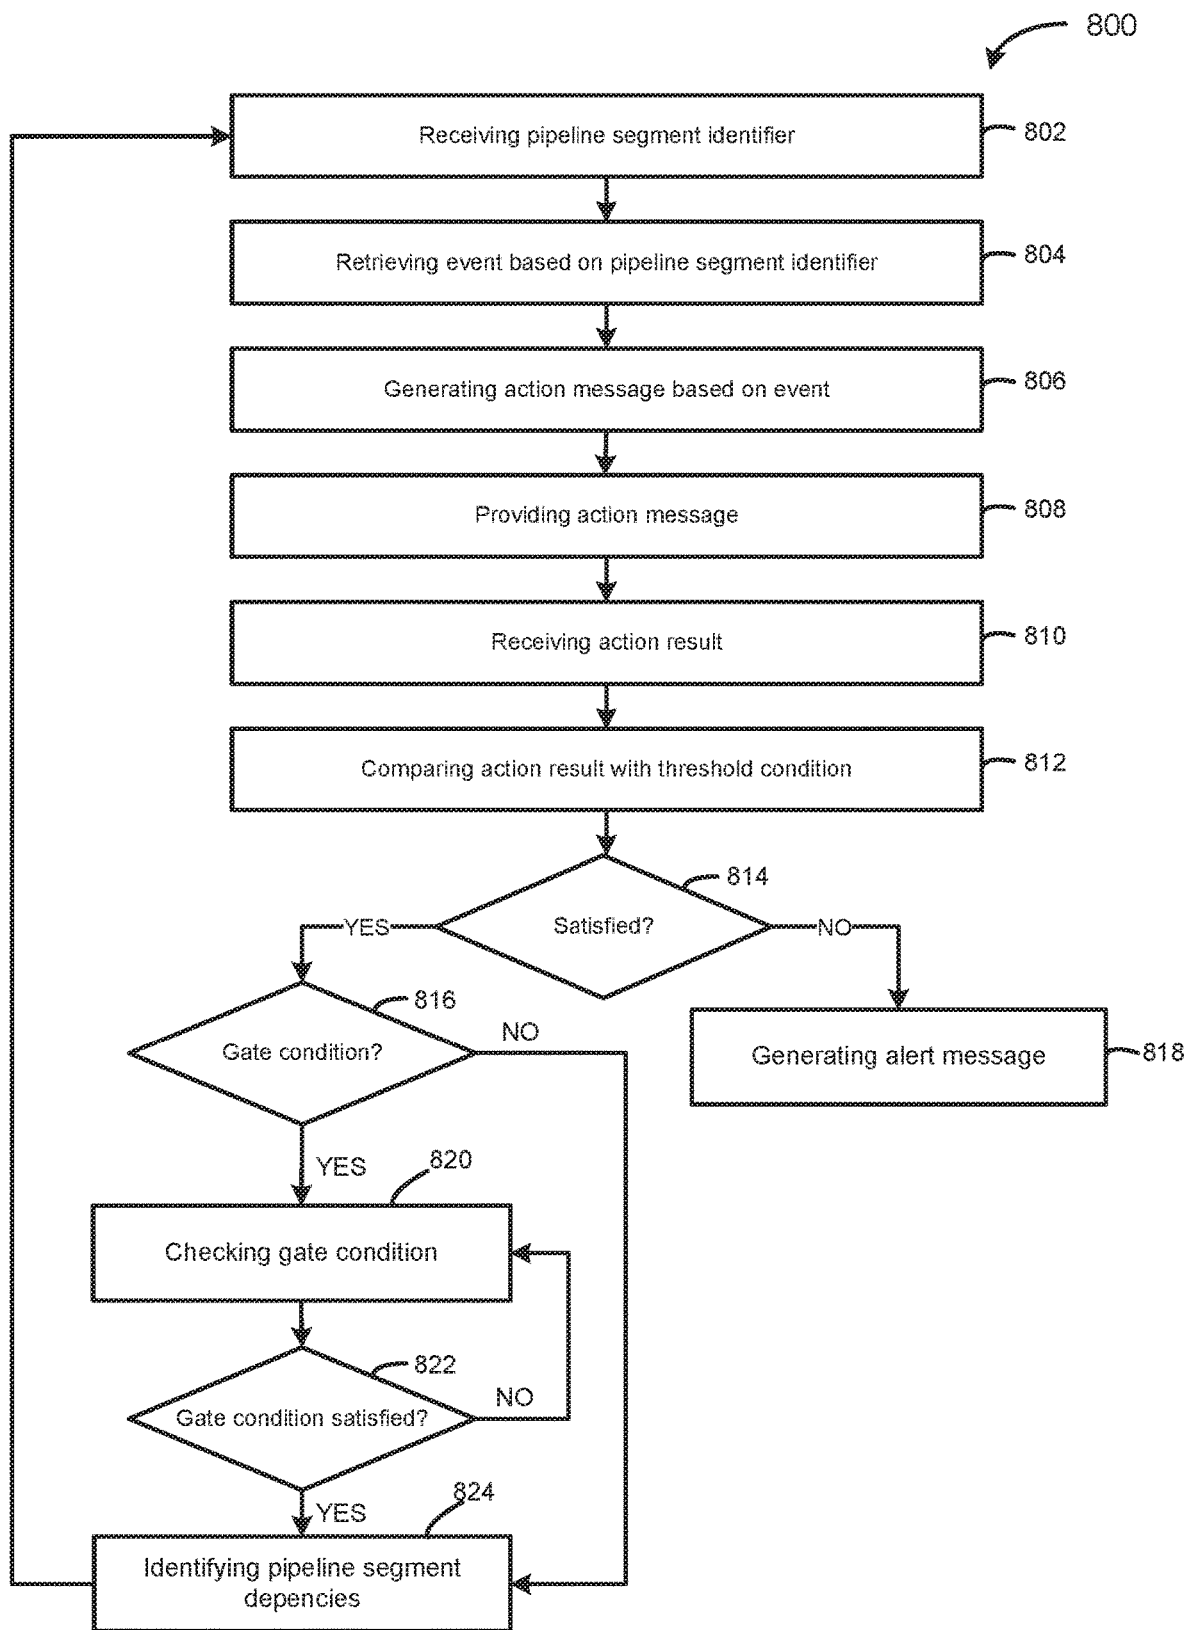 800
Receiving pipeline segment identifier
802
Retrieving event based on pipeline segment identifier
804
Generating action message based on event
806
Providing action message
808
Receiving action result
810
Comparing action result with threshold condition
812
814
YES
Satisfied?
NO
816
Gate condition?
NO
Generating alert message
818
YES
820
Checking gate condition
822
Gate condition satisfied?
NO
YES
824
Identifying pipeline segment
depencies